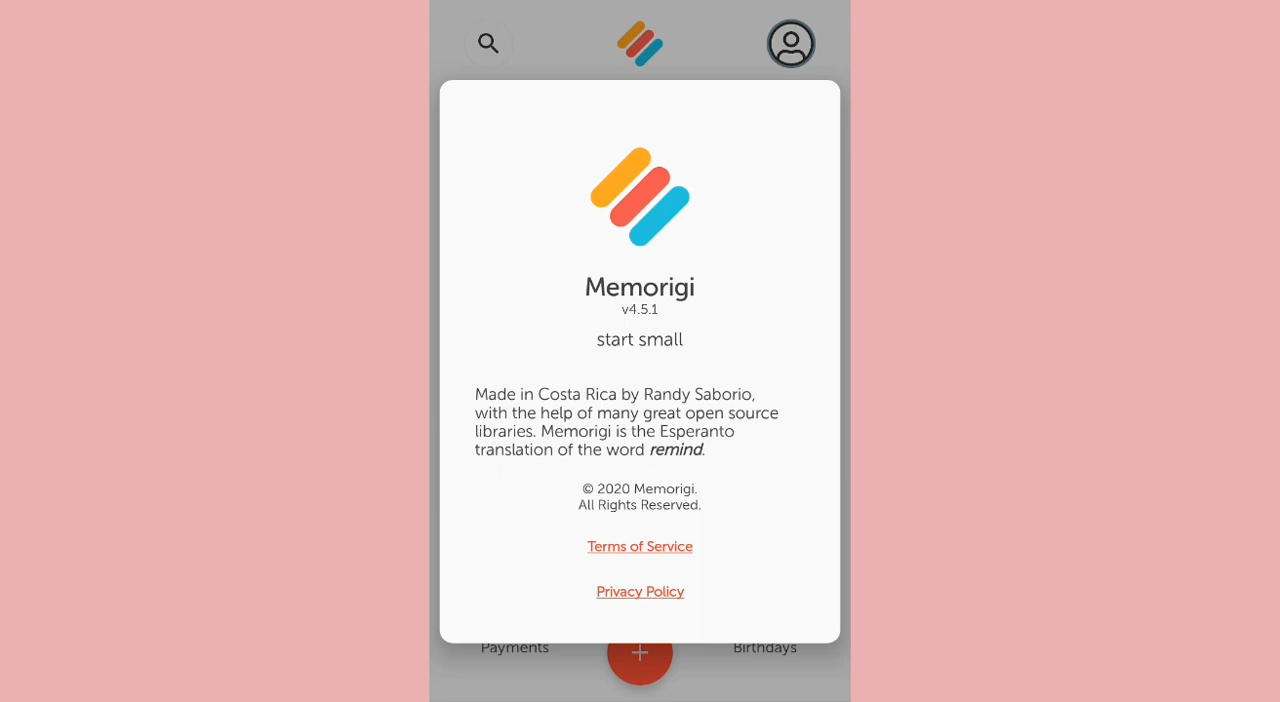 Memorigi
v4.5.1
start small
Made in Costa Rica by Randy Saborio,
with the help of many great open source
libraries. Memorigi is the Esperanto
translation of the word remind.
© 2020 Memorigi.
All Rights Reserved.
Terms of Service
Privacy Policy
Payments
Birthdays